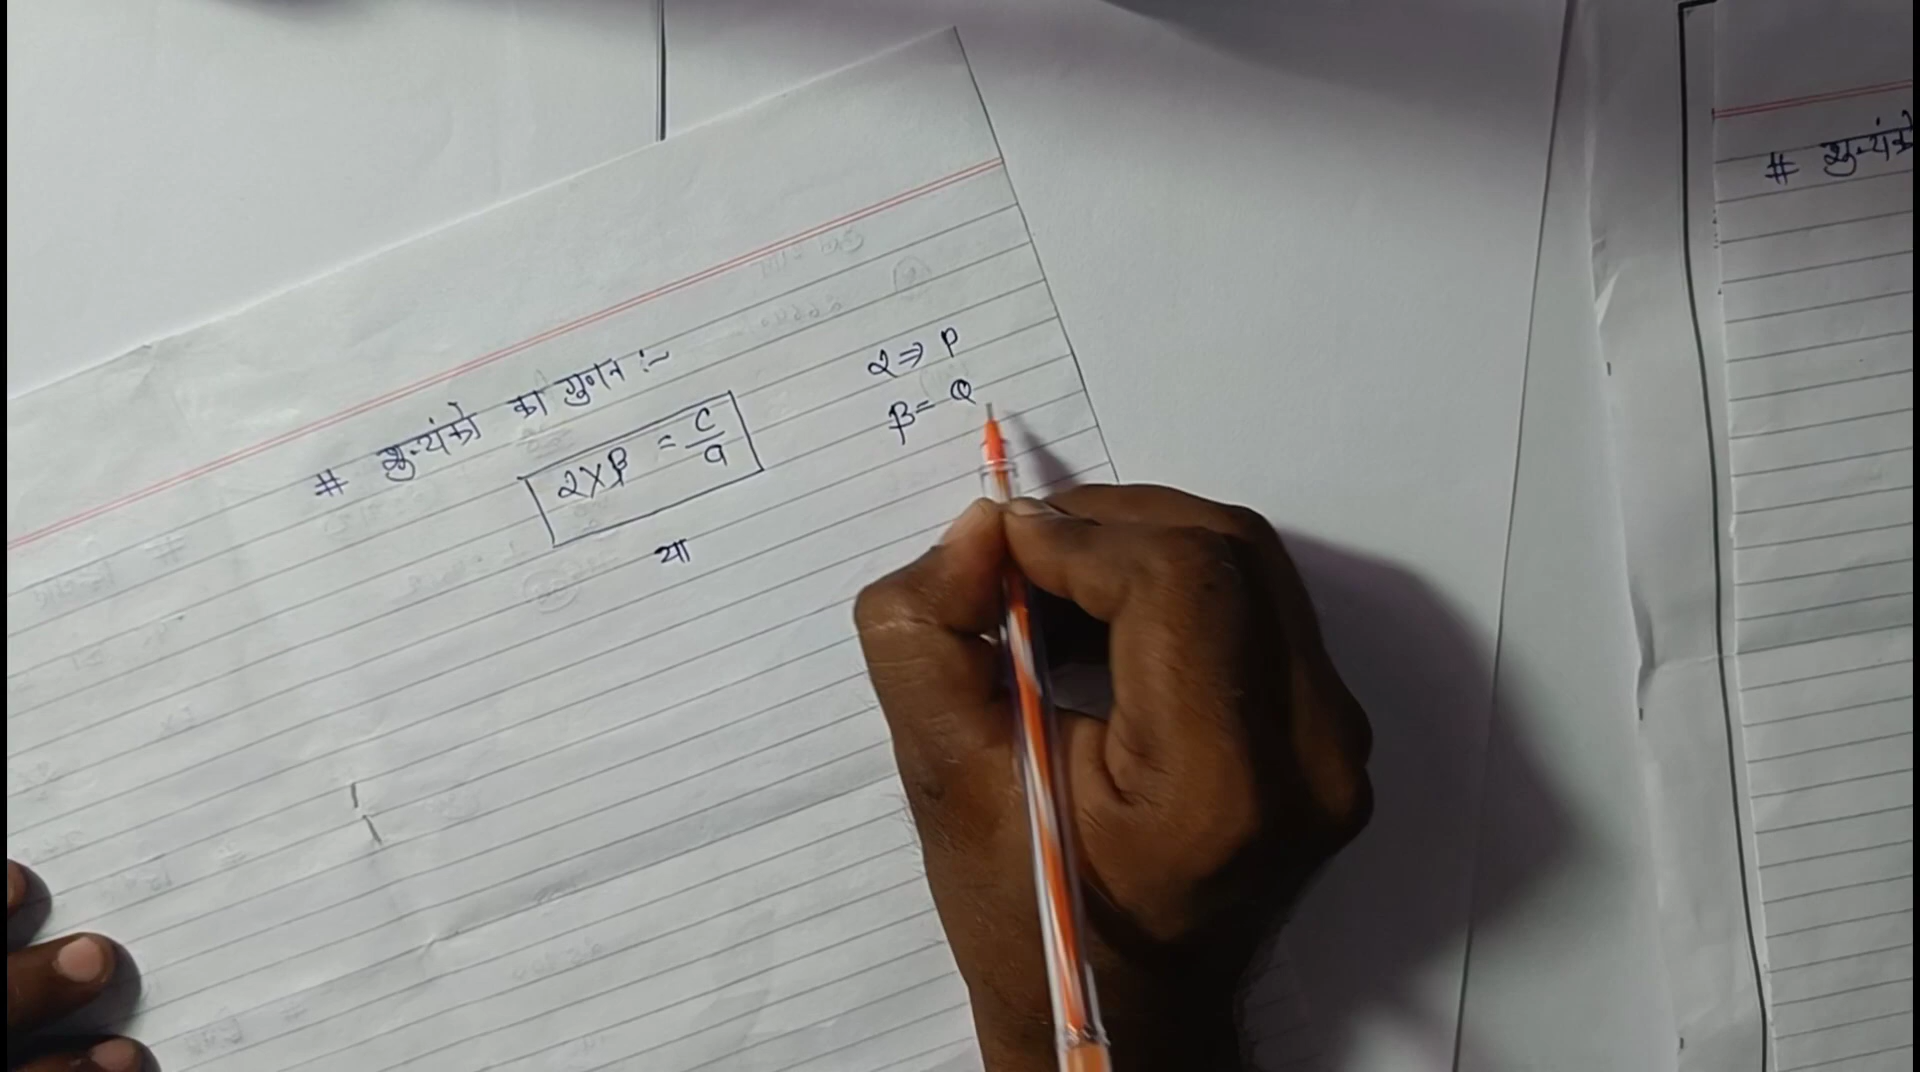 # शुन्यंको का गुणन :-
α × β = c/a
या
α ⇒ P
β = Q
# शुन्यंको